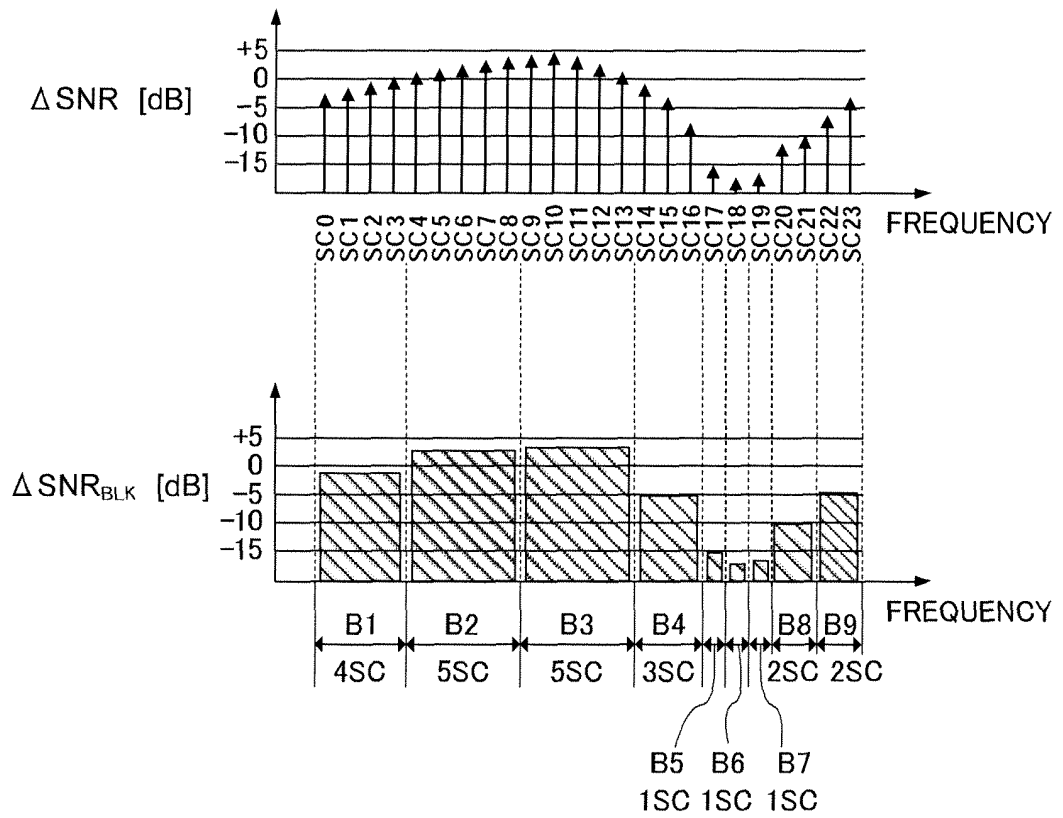 +5
0
Δ SNR [dB]
-5
-10
-15
SC0
SC1
SC2
SC3
SC4
SC5
SC6
SC7
SC8
SC9
SC10
SC11
SC12
SC13
SC14
SC15
SC16
SC17
SC18
SC19
SC20
SC21
SC22
SC23
FREQUENCY
+5
0
Δ SNRBLK [dB]
-5
-10
-15
FREQUENCY
B1 B2 B3 B4 B8 B9
4SC 5SC 5SC 3SC 2SC 2SC
B5 B6 B7
1SC 1SC 1SC